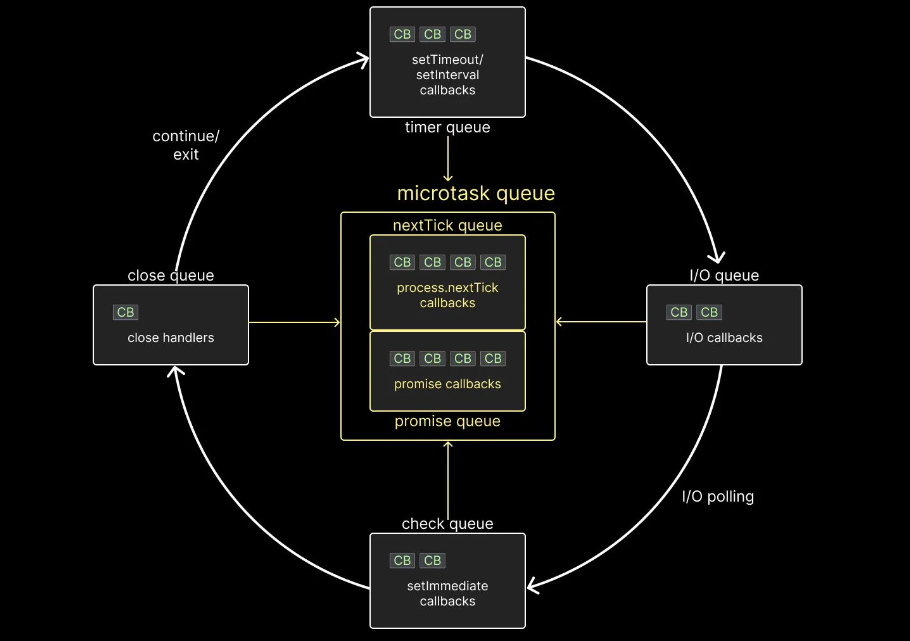 CB CB CB
setTimeout/
setInterval
callbacks
timer queue
continue/
exit
microtask queue
nextTick queue
CB CB CB CB
process.nextTick
callbacks
CB CB CB CB
promise callbacks
promise queue
close queue
CB
close handlers
I/O queue
CB CB
I/O callbacks
I/O polling
check queue
CB CB
setImmediate
callbacks